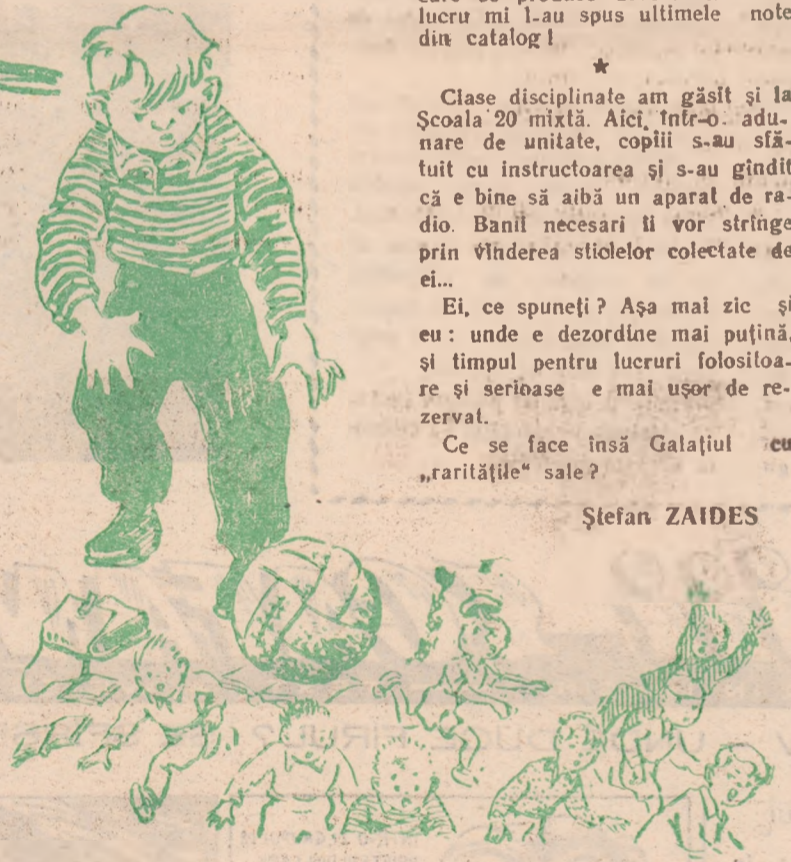 lucru mi l-au spus ultimele note
din catalog !
★
Clase disciplinate am găsit şi la
Şcoala 20 mixtă. Aici, într-o adu-
nare de unitate, copiii s-au sfă-
tuit cu instructoarea şi s-au gîndit
că e bine să aibă un aparat de ra-
dio. Banii necesari îi vor strînge
prin vînderea sticlelor colectate de
ei...
Ei, ce spuneţi ? Aşa mai zic şi
eu : unde e dezordine mai puţină,
şi timpul pentru lucruri folositoa-
re şi serioase e mai uşor de re-
zervat.
Ce se face însă Galaţiul cu
„rarităţile“ sale ?
Ştefan ZAIDES